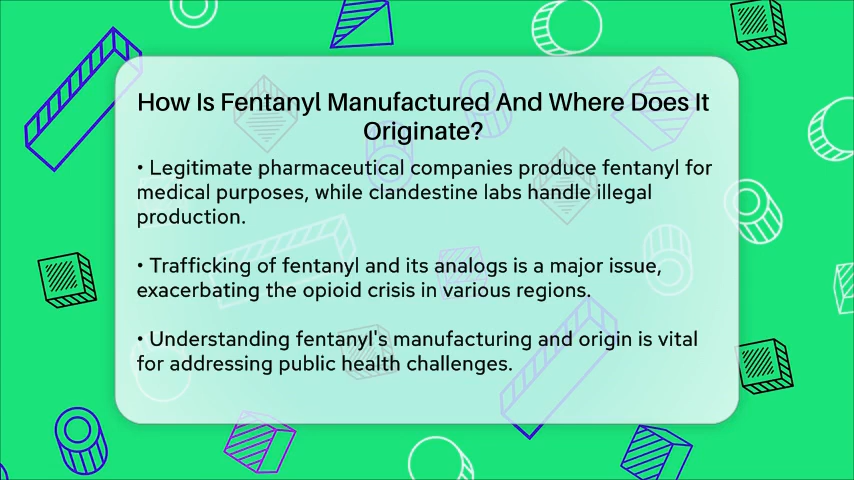 How Is Fentanyl Manufactured And Where Does It
Originate?
• Legitimate pharmaceutical companies produce fentanyl for
medical purposes, while clandestine labs handle illegal
production.
• Trafficking of fentanyl and its analogs is a major issue,
exacerbating the opioid crisis in various regions.
• Understanding fentanyl's manufacturing and origin is vital
for addressing public health challenges.